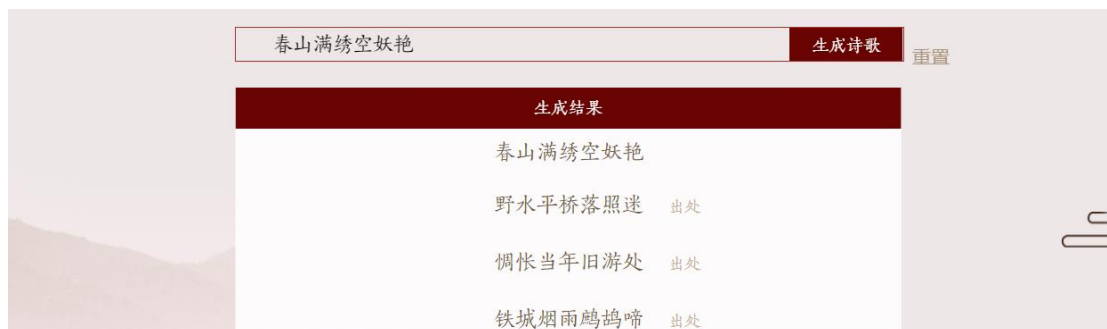 春山满绣空妖艳 生成诗歌 重置
生成结果
春山满绣空妖艳
野水平桥落照迷 出处
惆怅当年旧游处 出处
铁城烟雨鹧鸪啼 出处